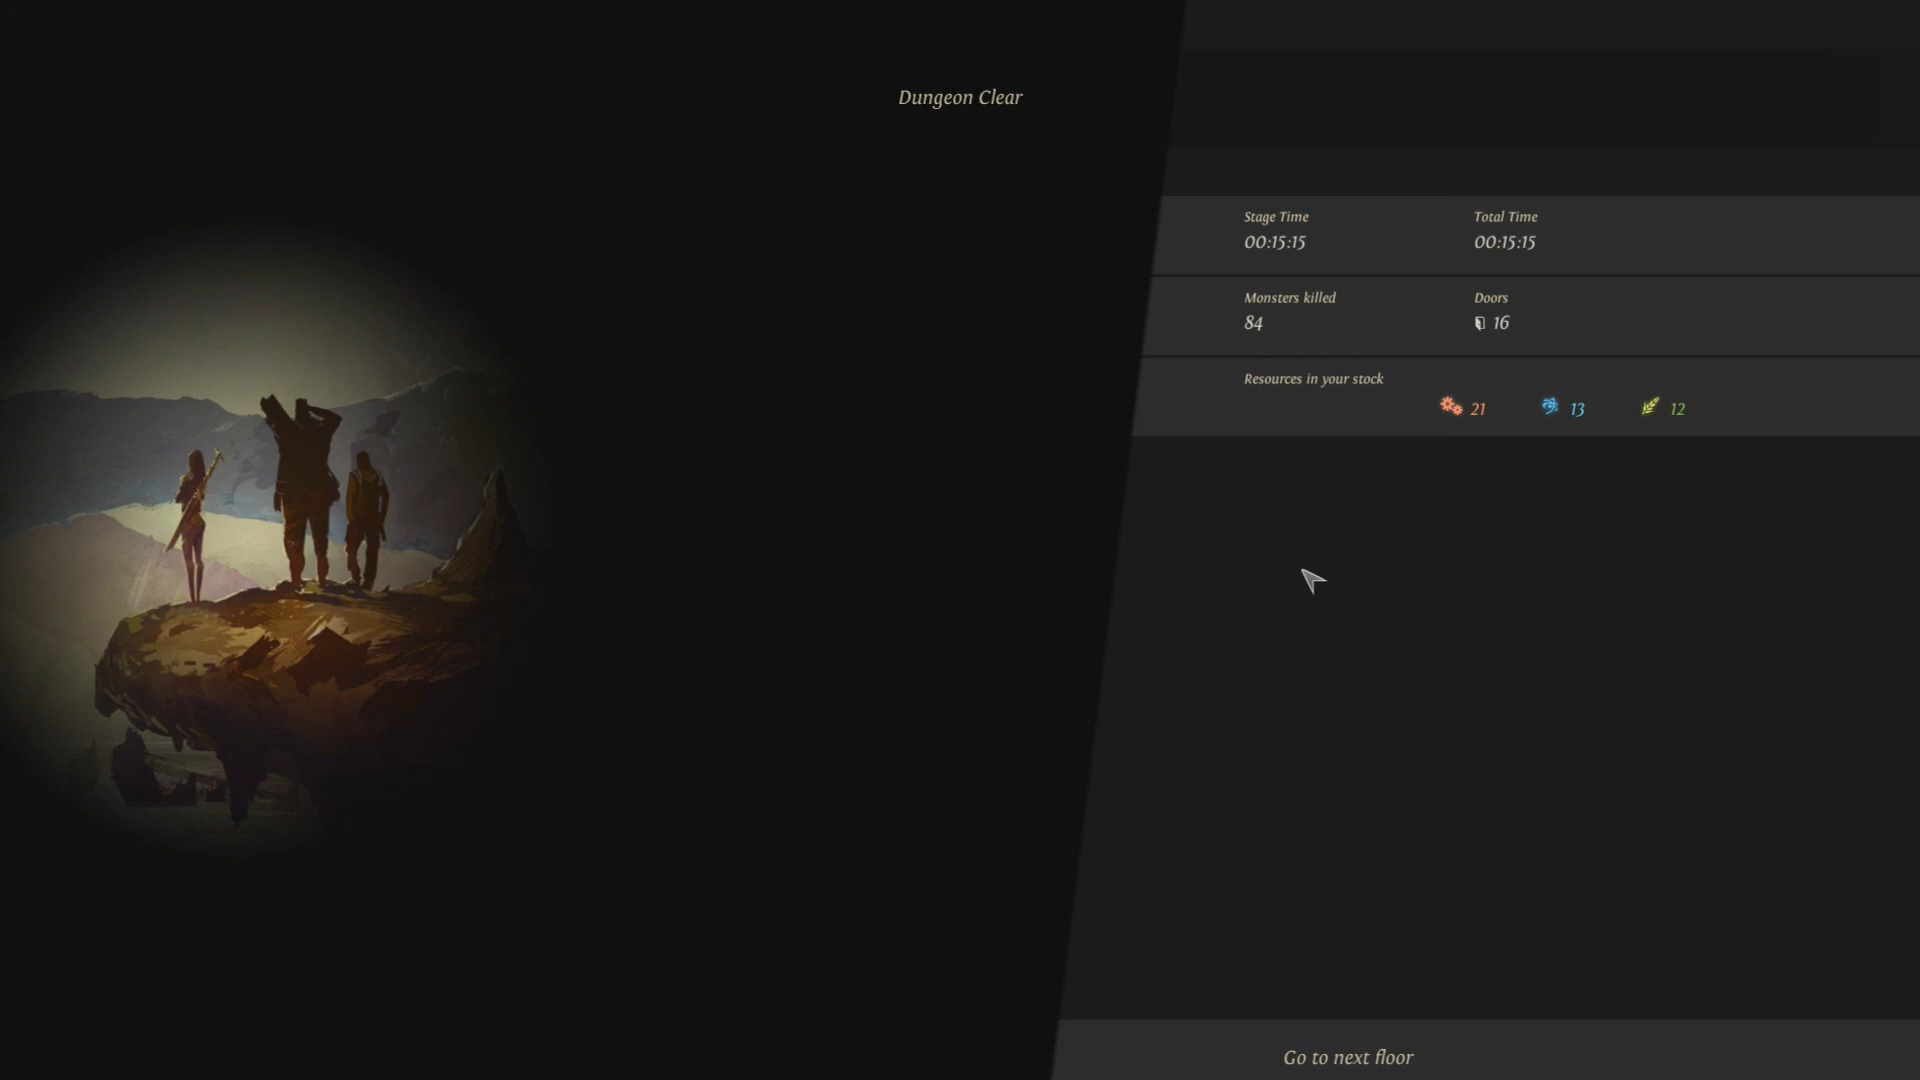 Dungeon Clear
Stage Time
Total Time
00:15:15
00:15:15
Monsters killed
Doors
84
16
Resources in your stock
21
13
12
Go to next floor